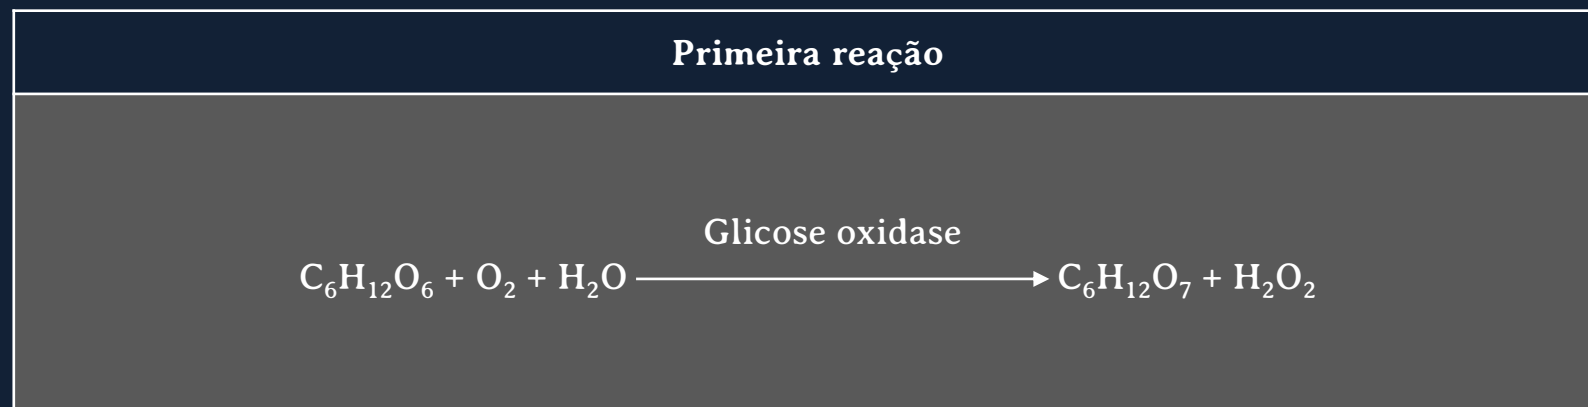 Primeira reação
Glicose oxidase
C₆H₁₂O₆ + O₂ + H₂O ⟶ C₆H₁₂O₇ + H₂O₂